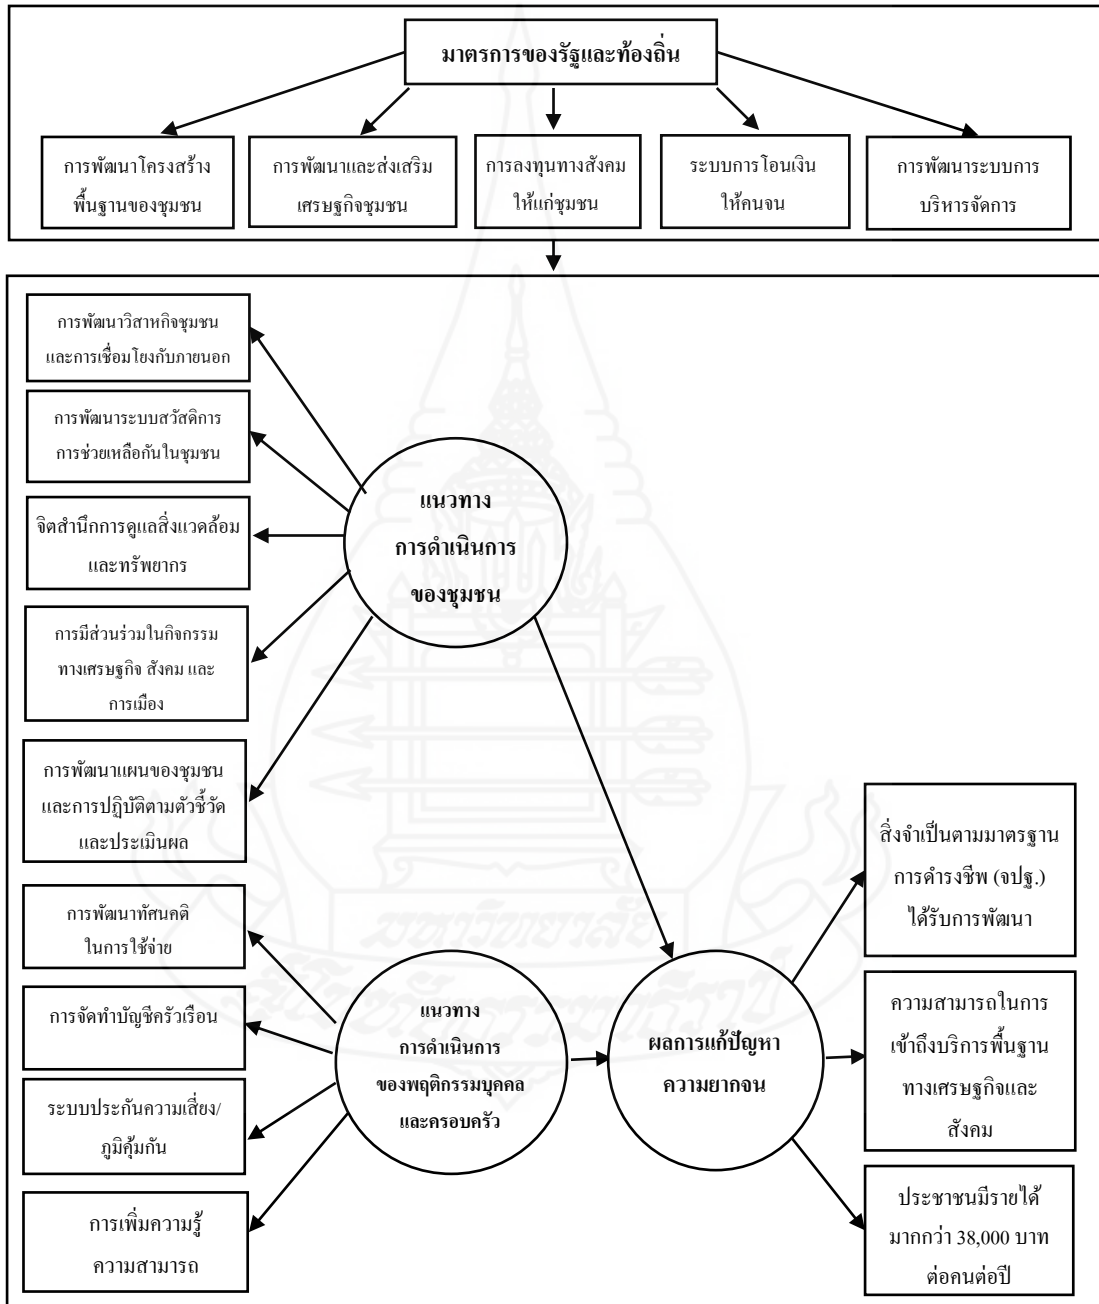 มาตรการของรัฐและท้องถิ่น
การพัฒนาโครงสร้าง
พื้นฐานของชุมชน
การพัฒนาและส่งเสริม
เศรษฐกิจชุมชน
การลงทุนทางสังคม
ให้แก่ชุมชน
ระบบการโอนเงิน
ให้คนจน
การพัฒนาระบบการ
บริหารจัดการ
การพัฒนาวิสาหกิจชุมชน
และการเชื่อมโยงกับภายนอก
การพัฒนาระบบสวัสดิการ
การช่วยเหลือกันในชุมชน
จิตสำนึกการดูแลสิ่งแวดล้อม
และทรัพยากร
การมีส่วนร่วมในกิจกรรม
ทางเศรษฐกิจ สังคม และ
การเมือง
การพัฒนาแผนของชุมชน
และการปฏิบัติตามตัวชี้วัด
และประเมินผล
แนวทาง
การดำเนินการ
ของชุมชน
การพัฒนาทัศนคติ
ในการใช้จ่าย
การจัดทำบัญชีครัวเรือน
ระบบประกันความเสี่ยง/
ภูมิคุ้มกัน
การเพิ่มความรู้
ความสามารถ
แนวทาง
การดำเนินการ
ของพฤติกรรมบุคคล
และครอบครัว
ผลการแก้ปัญหา
ความยากจน
สิ่งจำเป็นตามมาตรฐาน
การดำรงชีพ (จปฐ.)
ได้รับการพัฒนา
ความสามารถในการ
เข้าถึงบริการพื้นฐาน
ทางเศรษฐกิจและ
สังคม
ประชาชนมีรายได้
มากกว่า 38,000 บาท
ต่อคนต่อปี
มหาวิทยาลัย
สุโขทัยธรรมาธิราช